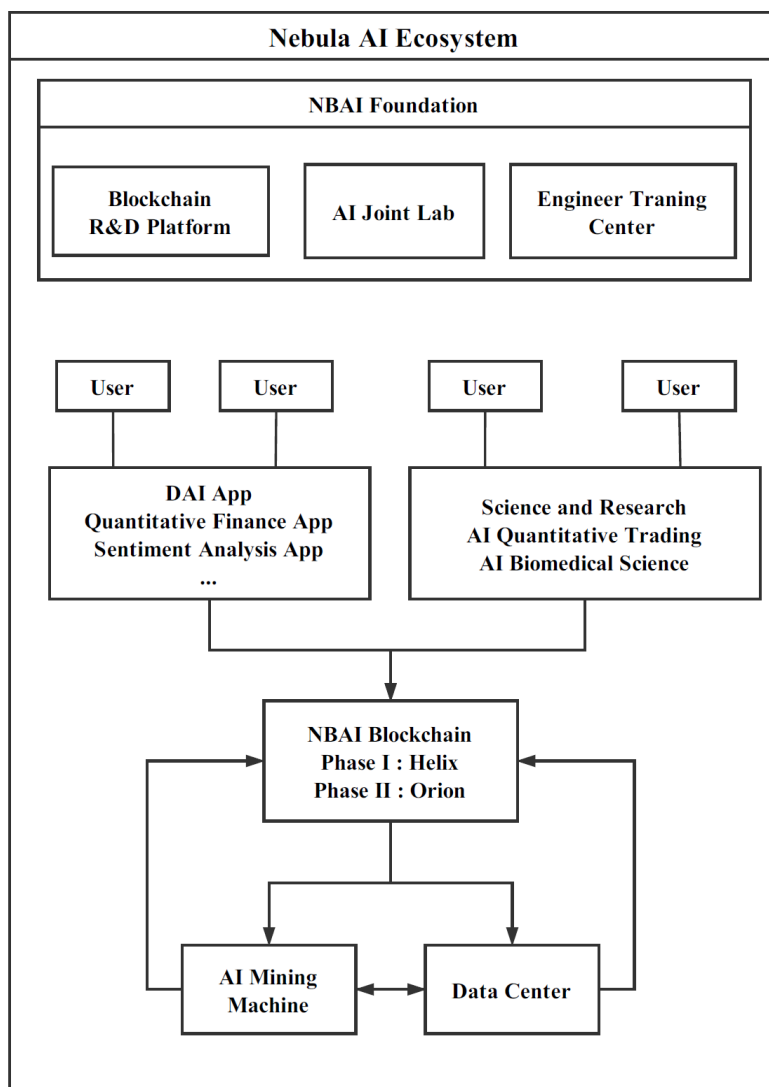 Nebula AI Ecosystem
NBAI Foundation
Blockchain
R&D Platform
AI Joint Lab
Engineer Traning
Center
User
User
User
User
DAI App
Quantitative Finance App
Sentiment Analysis App
...
Science and Research
AI Quantitative Trading
AI Biomedical Science
NBAI Blockchain
Phase I : Helix
Phase II : Orion
AI Mining
Machine
Data Center